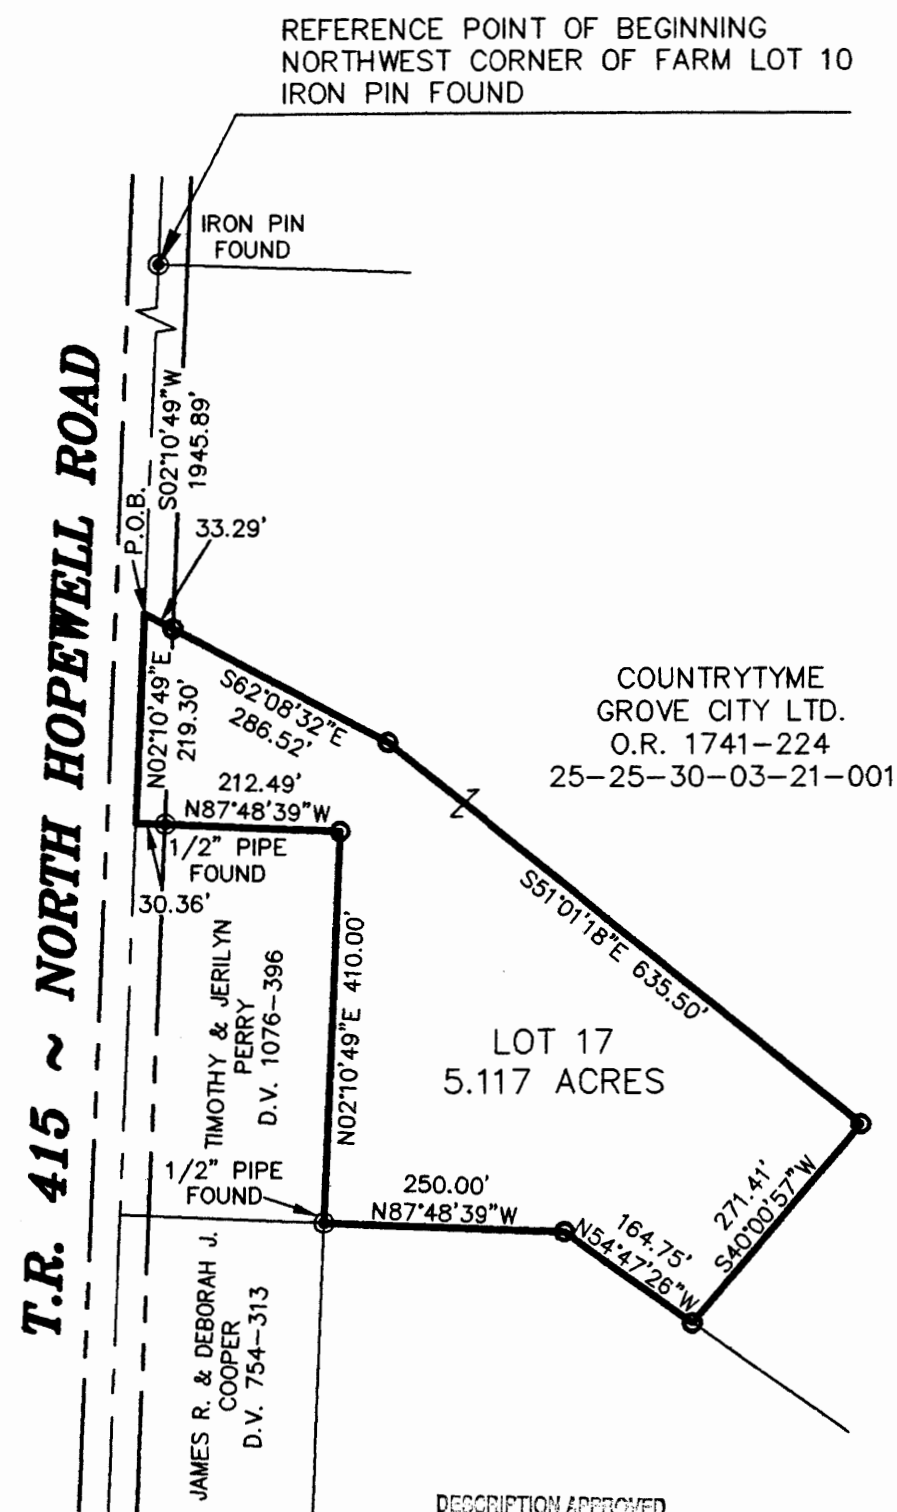 REFERENCE POINT OF BEGINNING
NORTHWEST CORNER OF FARM LOT 10
IRON PIN FOUND
IRON PIN
FOUND
S02°10'49"W
1945.89'
P.O.B.
33.29'
T.R. 415 ~ NORTH HOPEWELL ROAD
S62°08'32"E
286.52'
N02°10'49"E
219.30'
COUNTRYTYME
GROVE CITY LTD.
O.R. 1741-224
25-25-30-03-21-001
212.49'
N87°48'39"W
1/2" PIPE
FOUND
30.36'
S51°01'18"E 635.50'
TIMOTHY & JERILYN
PERRY
D.V. 1076-396
N02°10'49"E 410.00'
LOT 17
5.117 ACRES
1/2" PIPE
FOUND
250.00'
N87°48'39"W
164.75'
N54°47'26"W
271.41'
S40°00'57"W
JAMES R. & DEBORAH J.
COOPER
D.V. 754-313
DESCRIPTION APPROVED